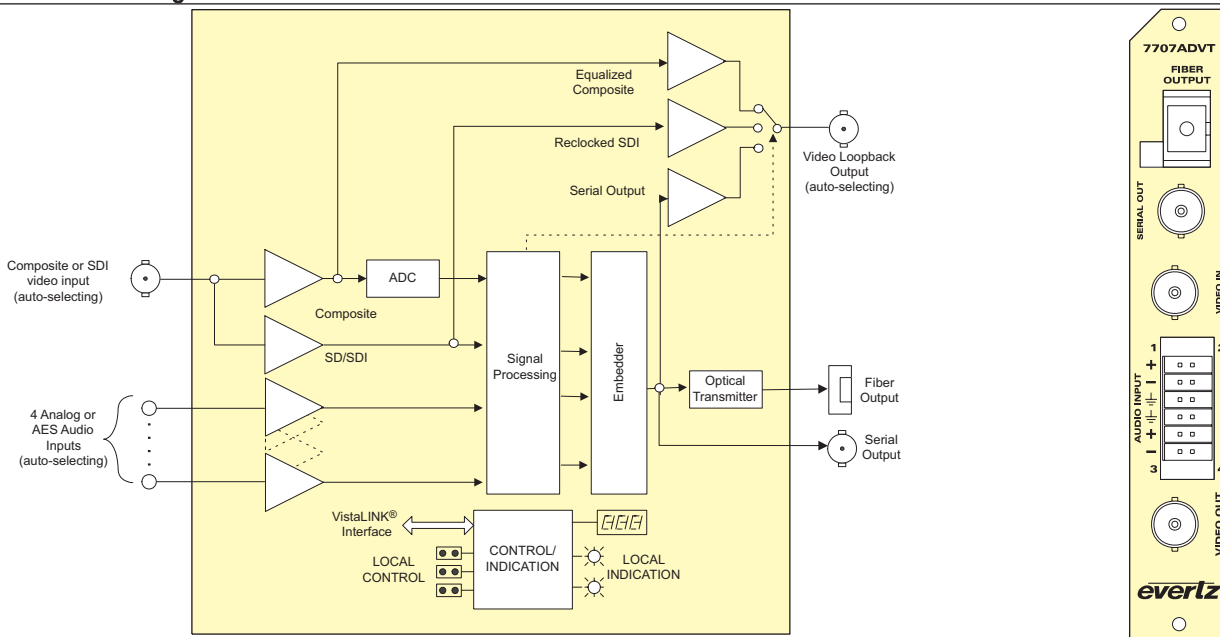 Equalized
Composite
Reclocked SDI
Serial Output
Video Loopback
Output
(auto-selecting)
Composite or SDI
video input
(auto-selecting)
ADC
Composite
SD/SDI
Signal
Processing
Embedder
Optical
Transmitter
Fiber
Output
Serial
Output
4 Analog or
AES Audio
Inputs
(auto-selecting)
VistaLINK®
Interface
LOCAL
CONTROL
CONTROL/
INDICATION
LOCAL
INDICATION
7707ADVT
FIBER
OUTPUT
SERIAL OUT
VIDEO IN
AUDIO INPUT
1
+
−
+
−
3
VIDEO OUT
everlz